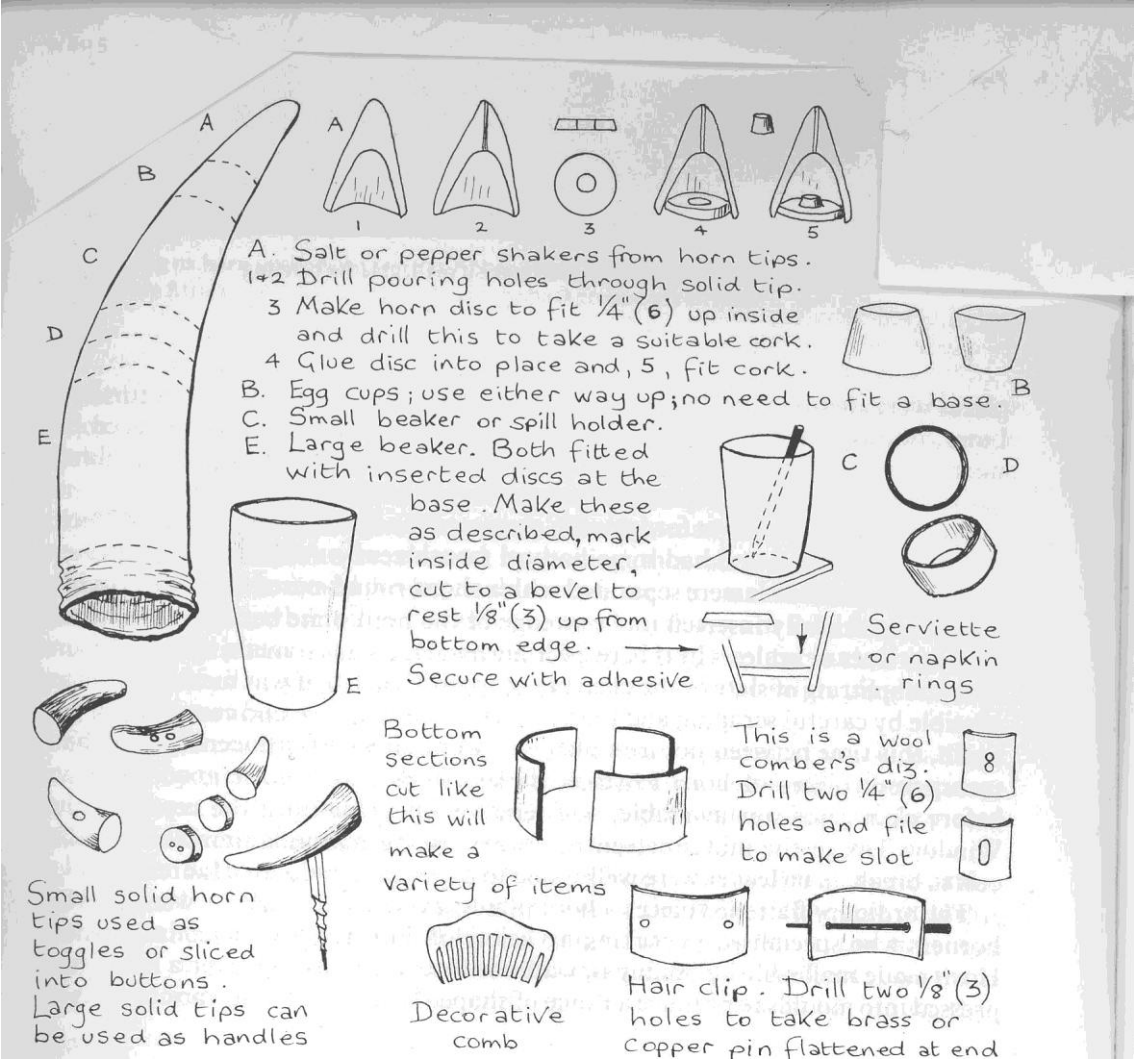 A
B
C
D
E
A
1
2
3
4
5
A. Salt or pepper shakers from horn tips.
1&2 Drill pouring holes through solid tip.
3 Make horn disc to fit 1/4" (6) up inside
and drill this to take a suitable cork.
4 Glue disc into place and, 5, fit cork.
B. Egg cups; use either way up; no need to fit a base.
B
C. Small beaker or spill holder.
E. Large beaker. Both fitted
with inserted discs at the
base. Make these
as described, mark
inside diameter,
cut to a bevel to
rest 1/8" (3) up from
bottom edge.
Secure with adhesive
C
D
E
Serviette
or napkin
rings
Bottom
sections
cut like
this will
make a
variety of items
This is a wool
comber's diz.
Drill two 1/4" (6)
holes and file
to make slot
Small solid horn
tips used as
toggles or sliced
into buttons.
Large solid tips can
be used as handles
Decorative
comb
Hair clip. Drill two 1/8" (3)
holes to take brass or
copper pin flattened at end